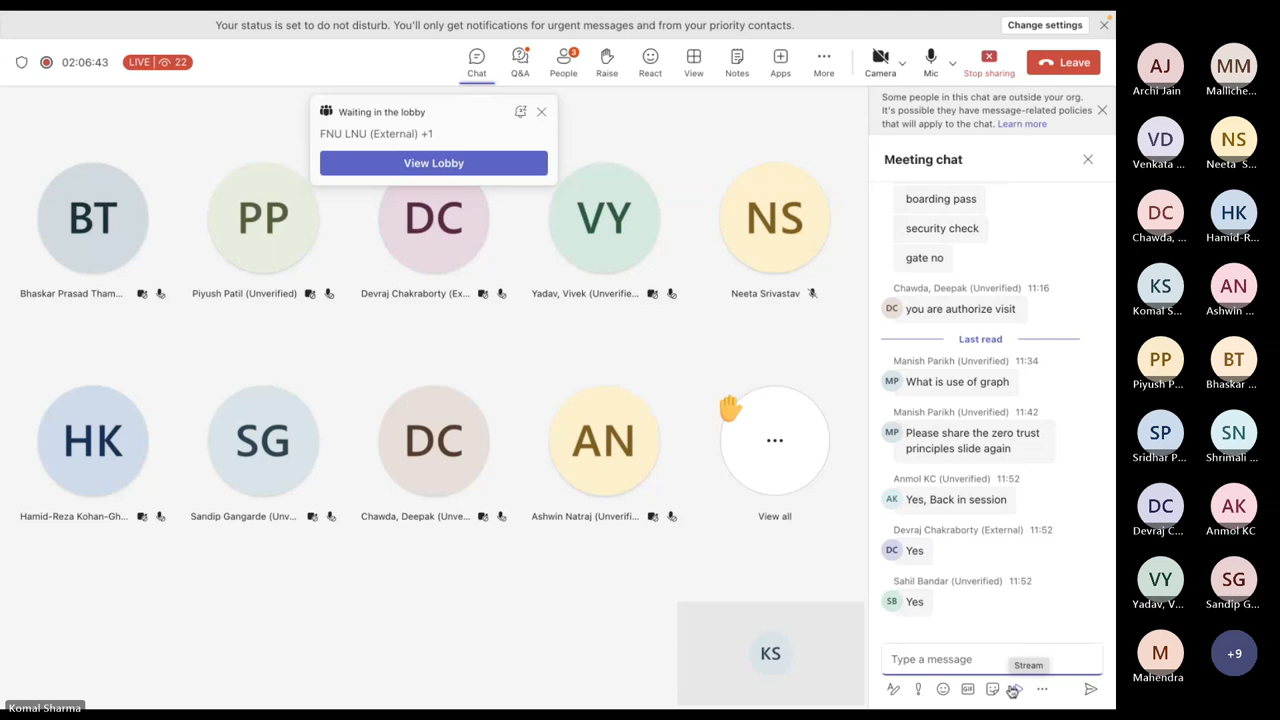 Your status is set to do not disturb. You'll only get notifications for urgent messages and from your priority contacts.
Change settings
02:06:43
LIVE | 22
Chat
Q&A
3
People
Raise
React
View
Notes
Apps
More
Camera
Mic
Stop sharing
Leave
Waiting in the lobby
FNU LNU (External) +1
View Lobby
BT
PP
DC
VY
NS
Bhaskar Prasad Tham...
Piyush Patil (Unverified)
Devraj Chakraborty (Ex...
Yadav, Vivek (Unverifie...
Neeta Srivastav
HK
SG
DC
AN
...
Hamid-Reza Kohan-Gh...
Sandip Gangarde (Unv...
Chawda, Deepak (Unve...
Ashwin Natraj (Unverifi...
View all
KS
Komal Sharma
Some people in this chat are outside your org.
It's possible they have message-related policies
that will apply to the chat. Learn more
Meeting chat
boarding pass
security check
gate no
Chawda, Deepak (Unverified) 11:16
DC you are authorize visit
Last read
Manish Parikh (Unverified) 11:34
MP What is use of graph
Manish Parikh (Unverified) 11:42
MP Please share the zero trust
principles slide again
Anmol KC (Unverified) 11:52
AK Yes, Back in session
Devraj Chakraborty (External) 11:52
DC Yes
Sahil Bandar (Unverified) 11:52
SB Yes
Type a message
Stream
GIF
AJ
MM
Archi Jain
Malliche...
VD
NS
Venkata ...
Neeta S...
DC
HK
Chawda, ...
Hamid-R...
KS
AN
Komal S...
Ashwin ...
PP
BT
Piyush P...
Bhaskar ...
SP
SN
Sridhar P...
Shrimali ...
DC
AK
Devraj C...
Anmol KC
VY
SG
Yadav, V...
Sandip G...
M
+9
Mahendra